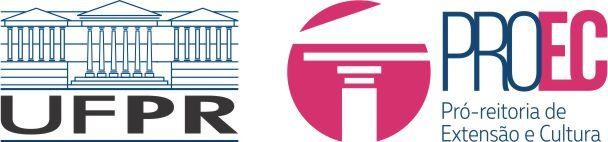 UFPR
PROEC
Pró-reitoria de
Extensão e Cultura